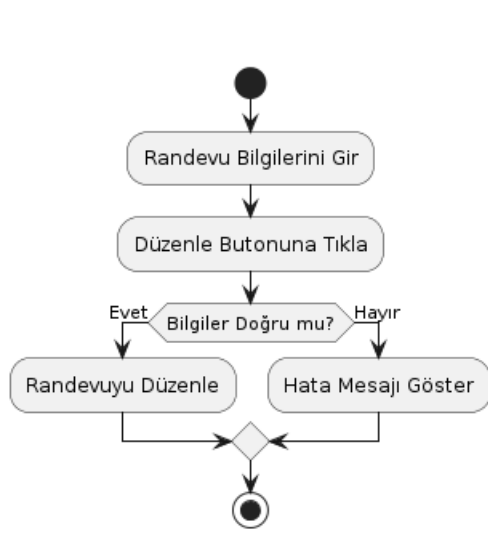 Randevu Bilgilerini Gir
Düzenle Butonuna Tıkla
Evet
Bilgiler Doğru mu?
Hayır
Randevuyu Düzenle
Hata Mesajı Göster